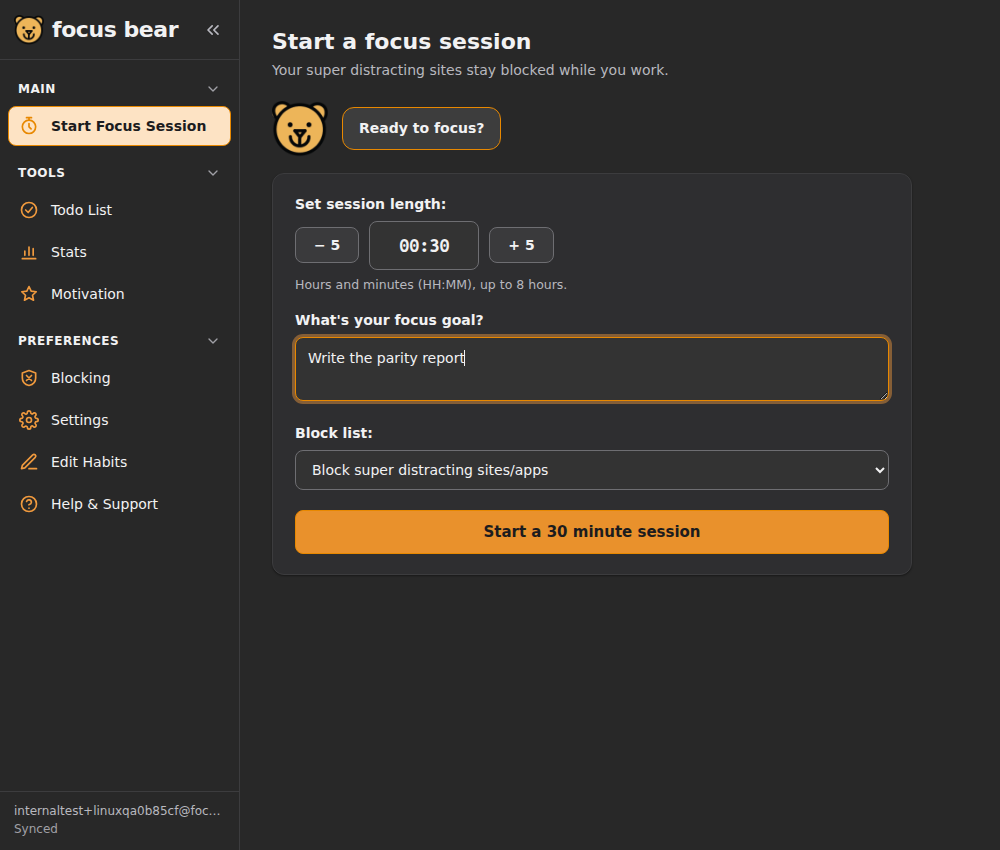 focus bear
MAIN
Start Focus Session
TOOLS
Todo List
Stats
Motivation
PREFERENCES
Blocking
Settings
Edit Habits
Help & Support
internaltest+linuxqa0b85cf@foc...
Synced
Start a focus session
Your super distracting sites stay blocked while you work.
Ready to focus?
Set session length:
− 5 00:30 + 5
Hours and minutes (HH:MM), up to 8 hours.
What's your focus goal?
Write the parity report
Block list:
Block super distracting sites/apps
Start a 30 minute session